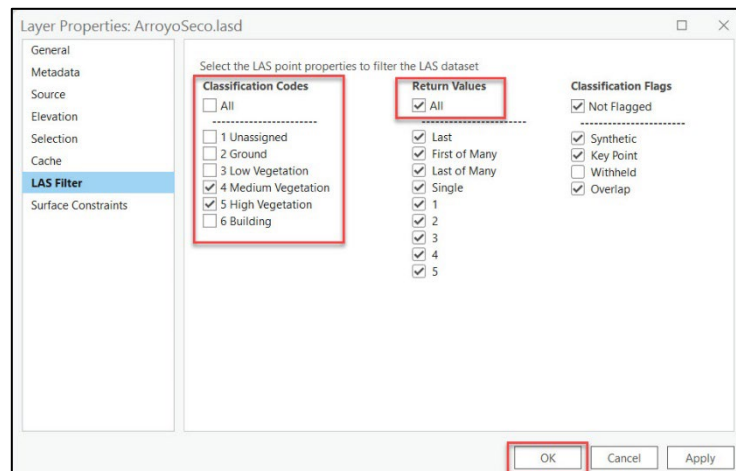 Layer Properties: ArroyoSeco.lasd
General
Metadata
Source
Elevation
Selection
Cache
LAS Filter
Surface Constraints
Select the LAS point properties to filter the LAS dataset
Classification Codes
All
------------------------
1 Unassigned
2 Ground
3 Low Vegetation
4 Medium Vegetation
5 High Vegetation
6 Building
Return Values
All
------------------------
Last
First of Many
Last of Many
Single
1
2
3
4
5
Classification Flags
Not Flagged
------------------------
Synthetic
Key Point
Withheld
Overlap
OK
Cancel
Apply